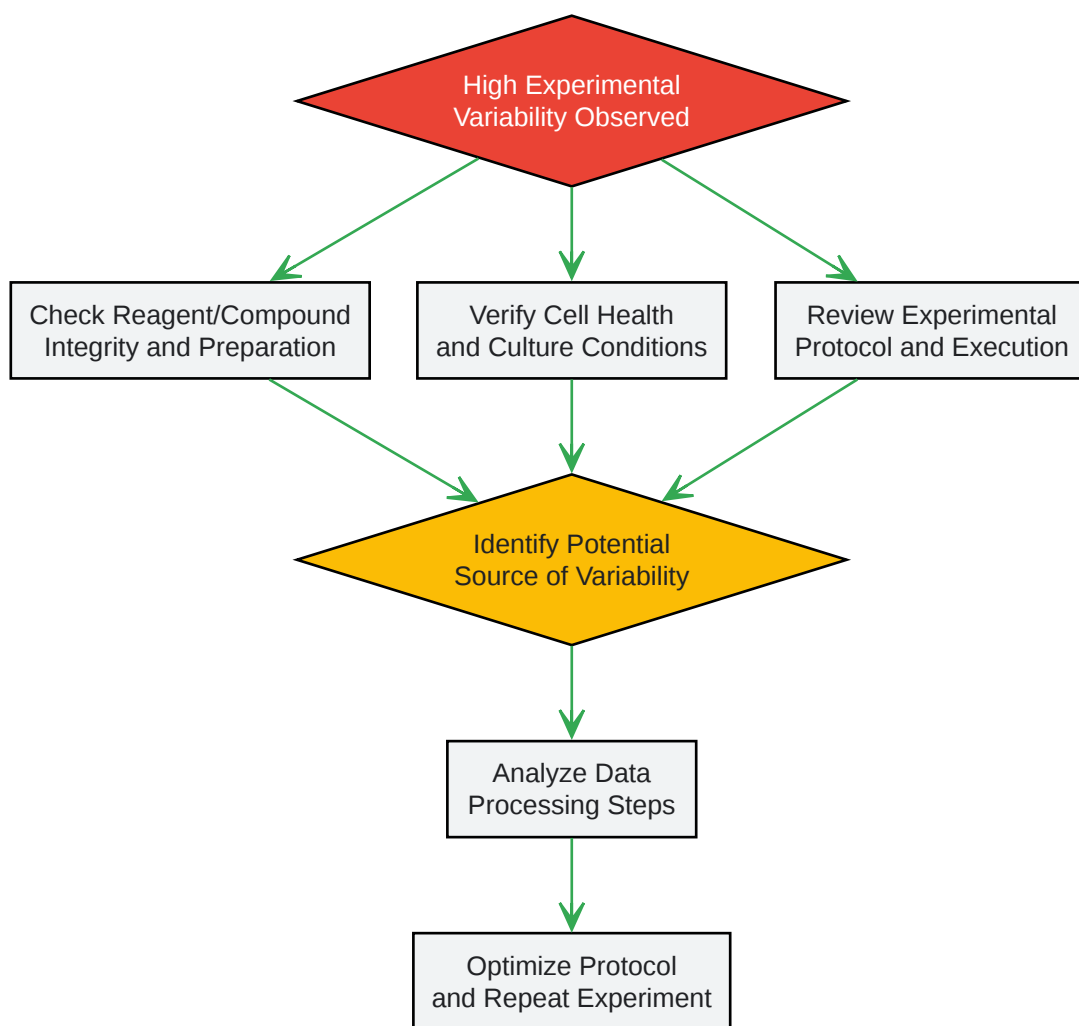 High Experimental
Variability Observed
Check Reagent/Compound
Integrity and Preparation
Verify Cell Health
and Culture Conditions
Review Experimental
Protocol and Execution
Identify Potential
Source of Variability
Analyze Data
Processing Steps
Optimize Protocol
and Repeat Experiment